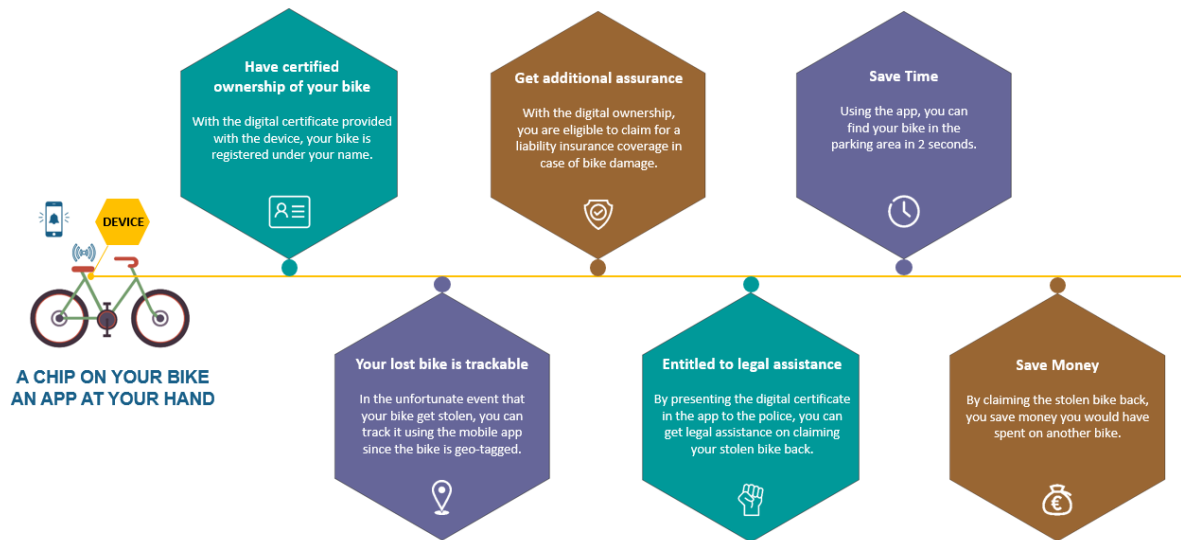 Have certified
ownership of your bike
With the digital certificate provided
with the device, your bike is
registered under your name.
Get additional assurance
With the digital ownership,
you are eligible to claim for a
liability insurance coverage in
case of bike damage.
Save Time
Using the app, you can
find your bike in the
parking area in 2 seconds.
DEVICE
A CHIP ON YOUR BIKE
AN APP AT YOUR HAND
Your lost bike is trackable
In the unfortunate event that
your bike get stolen, you can
track it using the mobile app
since the bike is geo-tagged.
Entitled to legal assistance
By presenting the digital certificate
in the app to the police, you can
get legal assistance on claiming
your stolen bike back.
Save Money
By claiming the stolen bike back,
you save money you would have
spent on another bike.
€